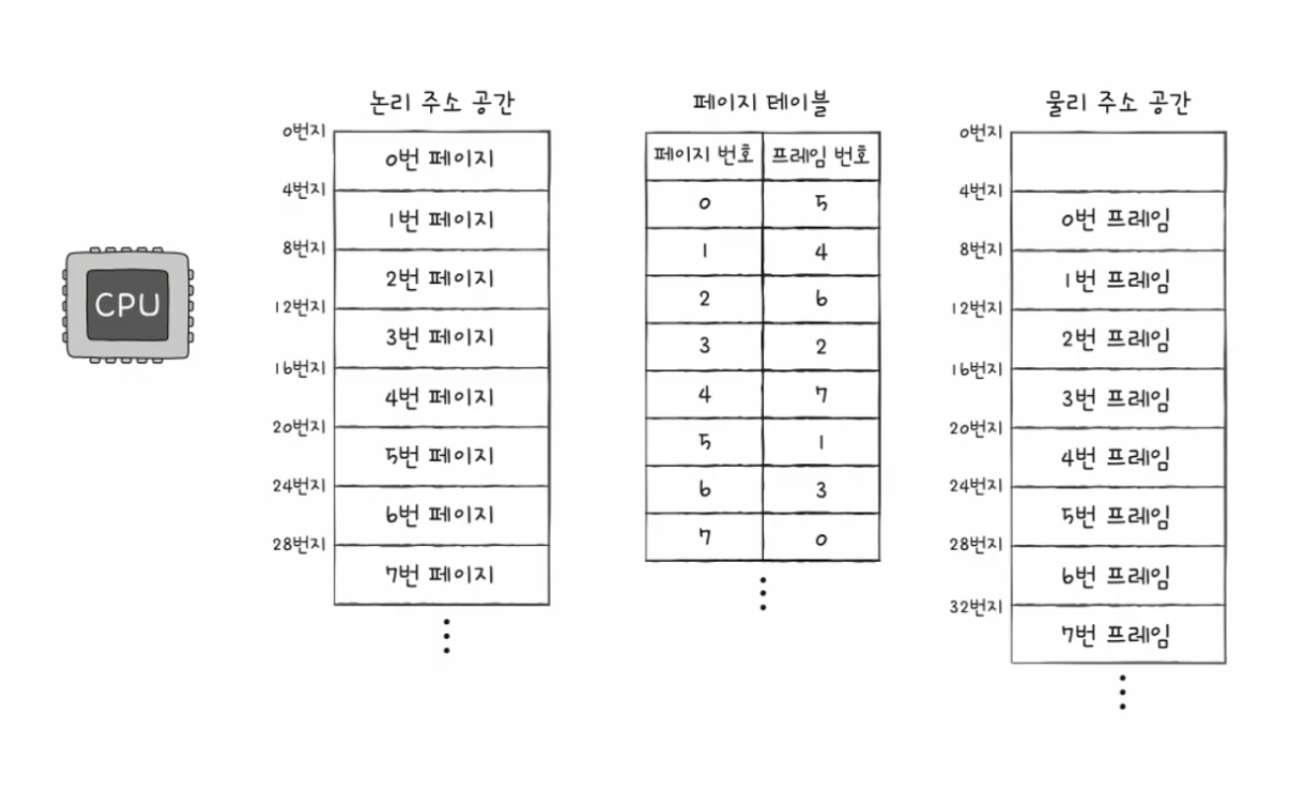 CPU
논리 주소 공간
0번지
0번 페이지
4번지
1번 페이지
8번지
2번 페이지
12번지
3번 페이지
16번지
4번 페이지
20번지
5번 페이지
24번지
6번 페이지
28번지
7번 페이지
페이지 테이블
페이지 번호 프레임 번호
0 5
1 4
2 6
3 2
4 7
5 1
6 3
7 0
물리 주소 공간
0번지
4번지
0번 프레임
8번지
1번 프레임
12번지
2번 프레임
16번지
3번 프레임
20번지
4번 프레임
24번지
5번 프레임
28번지
6번 프레임
32번지
7번 프레임